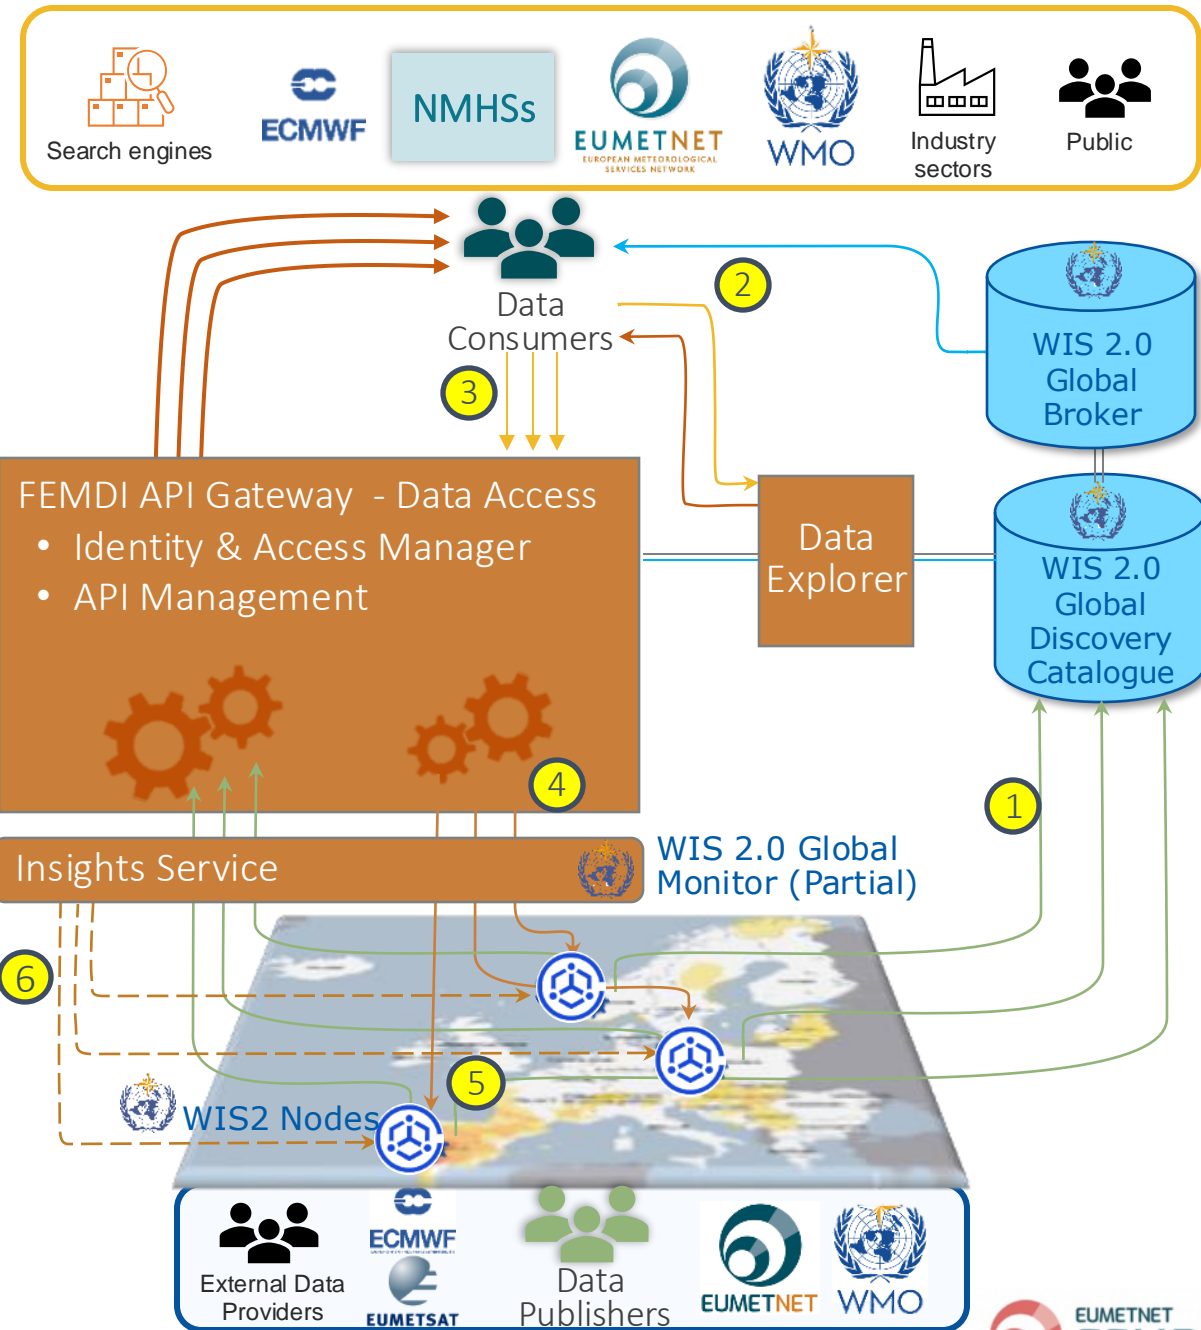 Search engines
ECMWF
NMHSs
EUMETNET
EUROPEAN METEOROLOGICAL
SERVICES NETWORK
WMO
Industry
sectors
Public
Data
Consumers
2
3
WIS 2.0
Global
Broker
FEMDI API Gateway - Data Access
• Identity & Access Manager
• API Management
Data
Explorer
WIS 2.0
Global
Discovery
Catalogue
4
1
Insights Service
WIS 2.0 Global
Monitor (Partial)
6
5
WIS2 Nodes
External Data
Providers
ECMWF
EUMETSAT
Data
Publishers
EUMETNET
WMO
EUMETNET